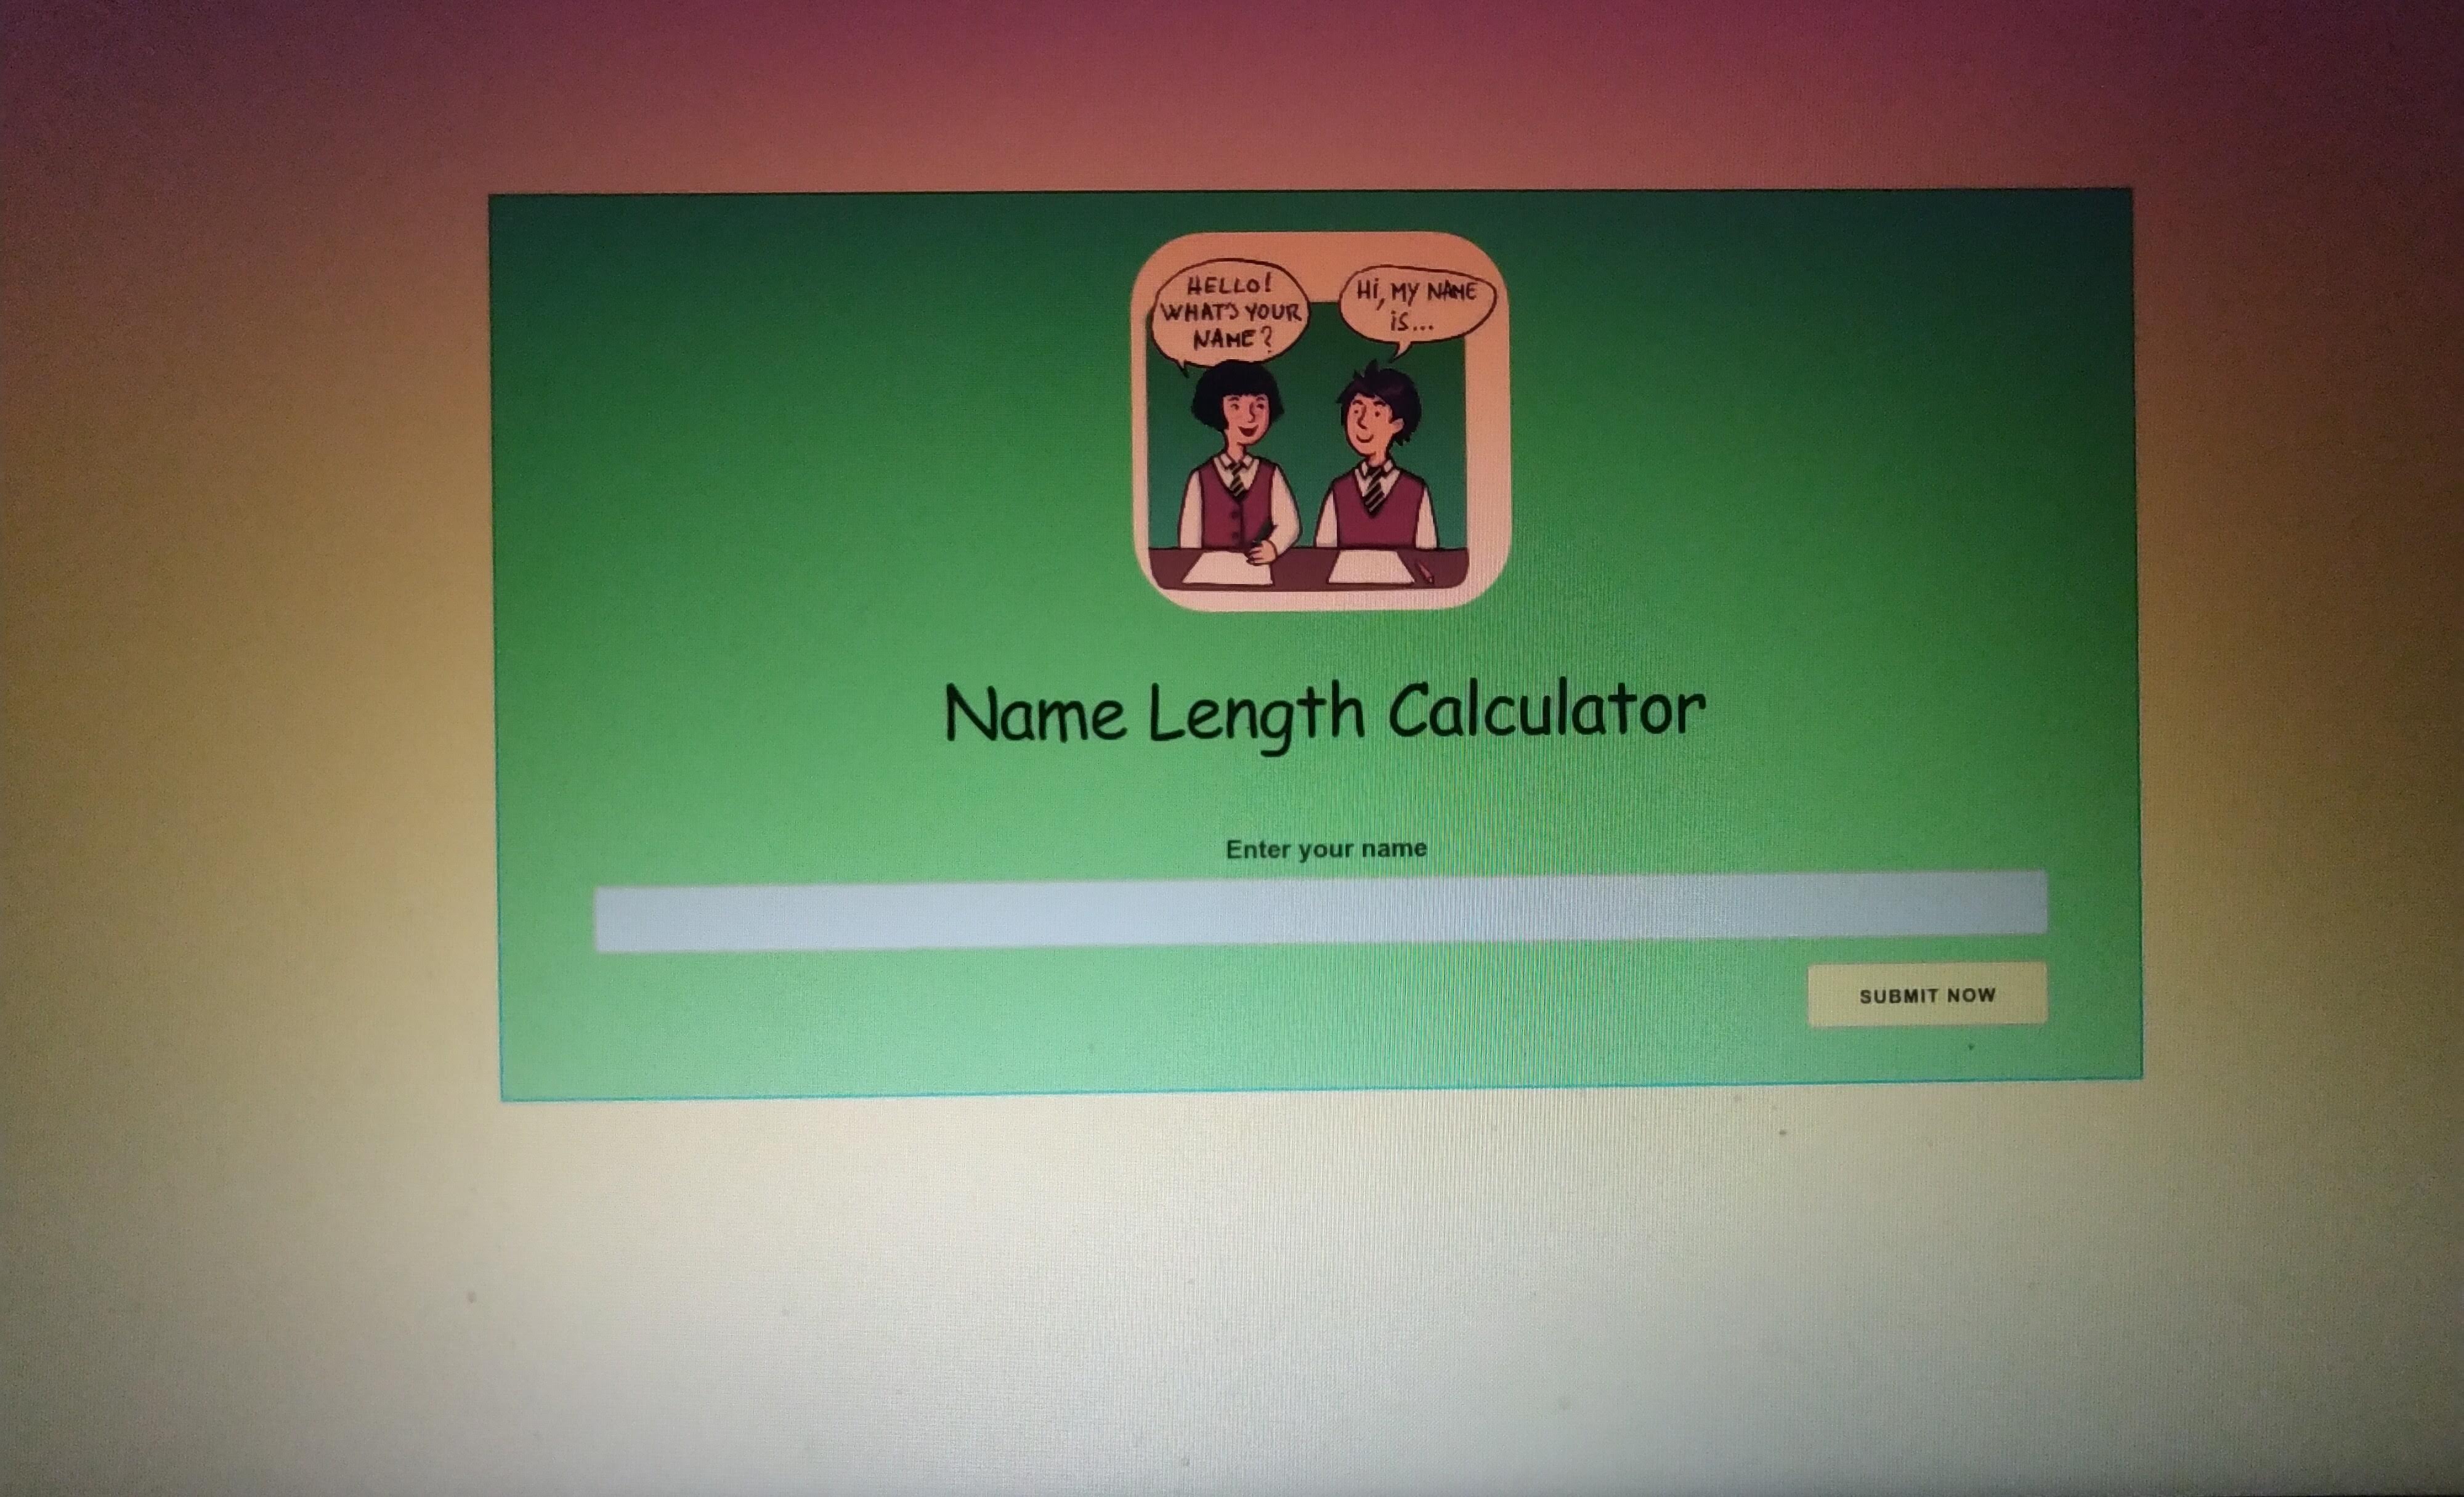 HELLO!
WHAT'S YOUR
NAME?
Hi, MY NAME
is...
Name Length Calculator
Enter your name
SUBMIT NOW